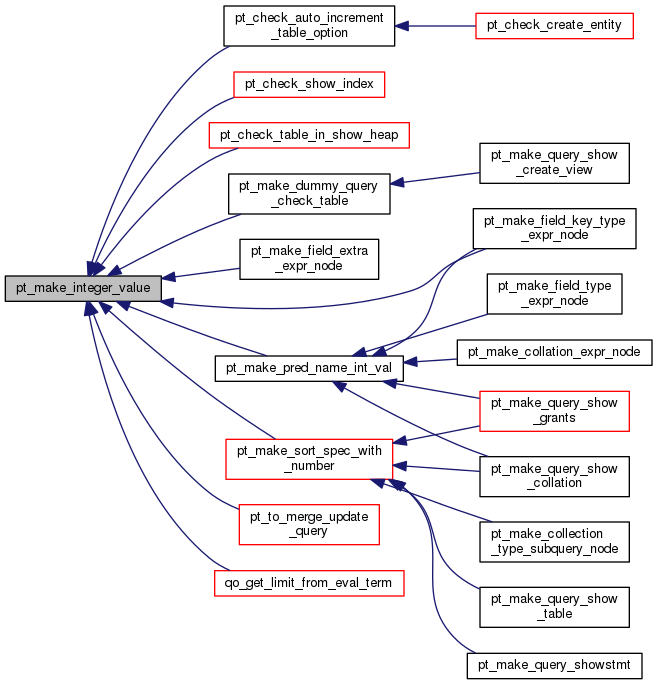 pt_check_auto_increment
_table_option
pt_check_create_entity
pt_check_show_index
pt_check_table_in_show_heap
pt_make_query_show
_create_view
pt_make_dummy_query
_check_table
pt_make_field_key_type
_expr_node
pt_make_field_extra
_expr_node
pt_make_integer_value
pt_make_field_type
_expr_node
pt_make_collation_expr_node
pt_make_pred_name_int_val
pt_make_query_show
_grants
pt_make_sort_spec_with
_number
pt_make_query_show
_collation
pt_to_merge_update
_query
pt_make_collection
_type_subquery_node
qo_get_limit_from_eval_term
pt_make_query_show
_table
pt_make_query_showstmt